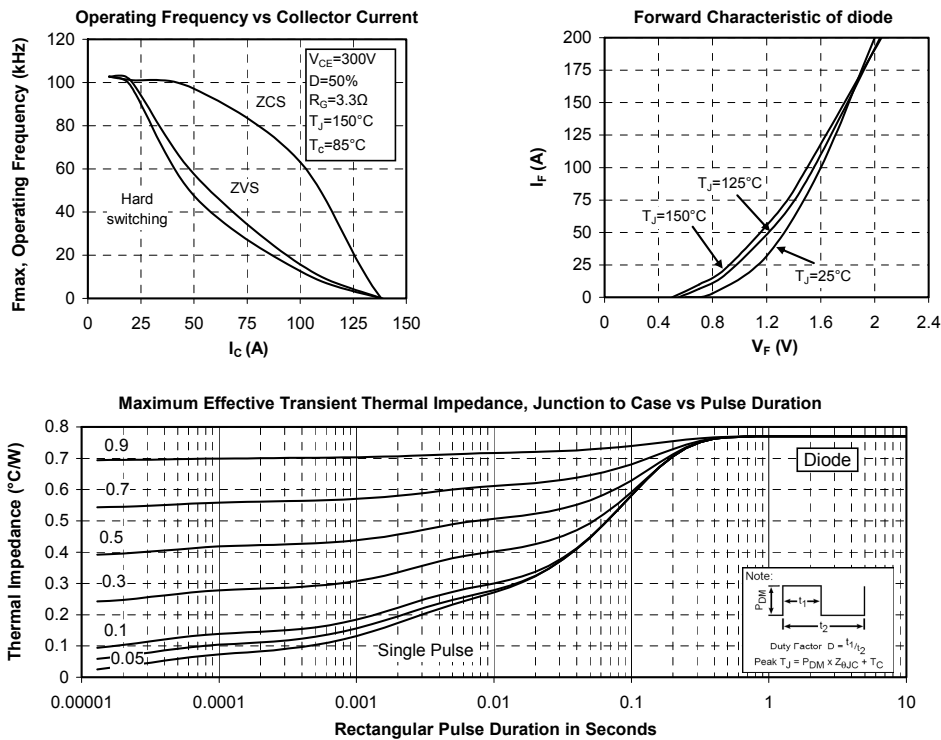 Operating Frequency vs Collector Current
Fmax, Operating Frequency (kHz)
120
100
80
60
40
20
0
0 25 50 75 100 125 150
I_C (A)
V_CE=300V
D=50%
R_G=3.3Ω
T_J=150°C
T_C=85°C
ZCS
ZVS
Hard
switching
Forward Characteristic of diode
I_F (A)
200
175
150
125
100
75
50
25
0
0 0.4 0.8 1.2 1.6 2 2.4
V_F (V)
T_J=125°C
T_J=150°C
T_J=25°C
Maximum Effective Transient Thermal Impedance, Junction to Case vs Pulse Duration
Thermal Impedance (°C/W)
0.8
0.7
0.6
0.5
0.4
0.3
0.2
0.1
0
0.9
0.7
0.5
0.3
0.1
0.05
Single Pulse
Diode
Note:
P_DM
t_1
t_2
Duty Factor D = t1/t2
Peak T_J = P_DM x Z_θJC + T_C
0.00001 0.0001 0.001 0.01 0.1 1 10
Rectangular Pulse Duration in Seconds